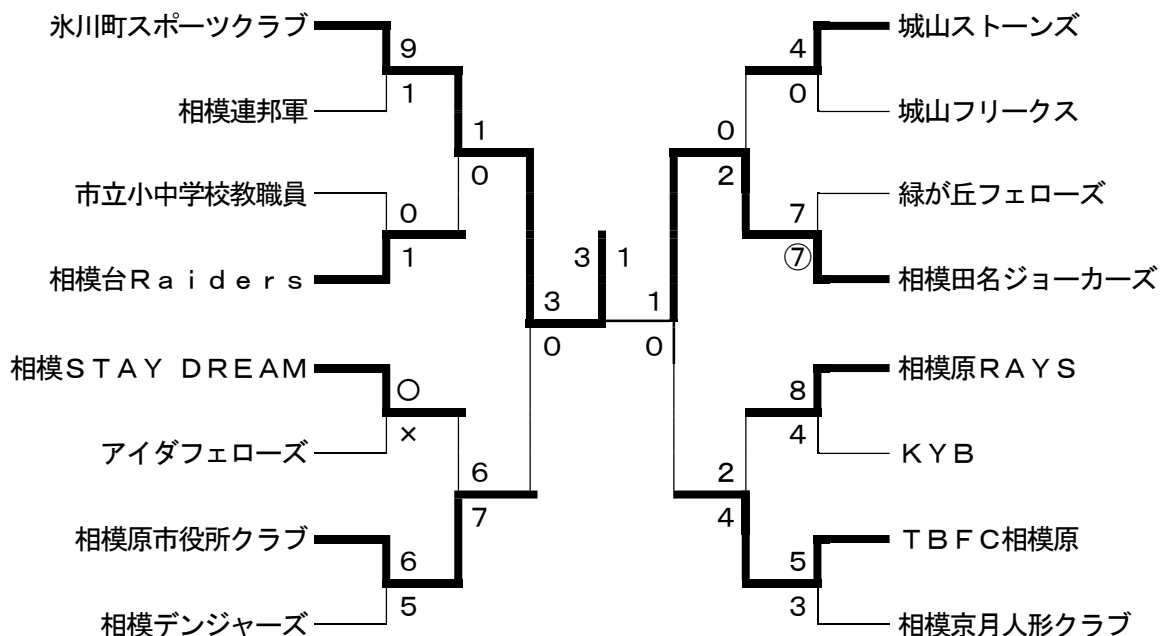 氷川町スポーツクラブ
9
1
相模連邦軍
1
0
市立小中学校教職員
0
1
相模台Ｒａｉｄｅｒｓ
3
0
相模ＳＴＡＹ ＤＲＥＡＭ
○
×
アイダフェローズ
6
7
相模原市役所クラブ
6
5
相模デンジャーズ
3
1
城山ストーンズ
4
0
城山フリークス
0
2
緑が丘フェローズ
7
⑦
相模田名ジョーカーズ
1
0
相模原ＲＡＹＳ
8
4
ＫＹＢ
2
4
ＴＢＦＣ相模原
5
3
相模京月人形クラブ